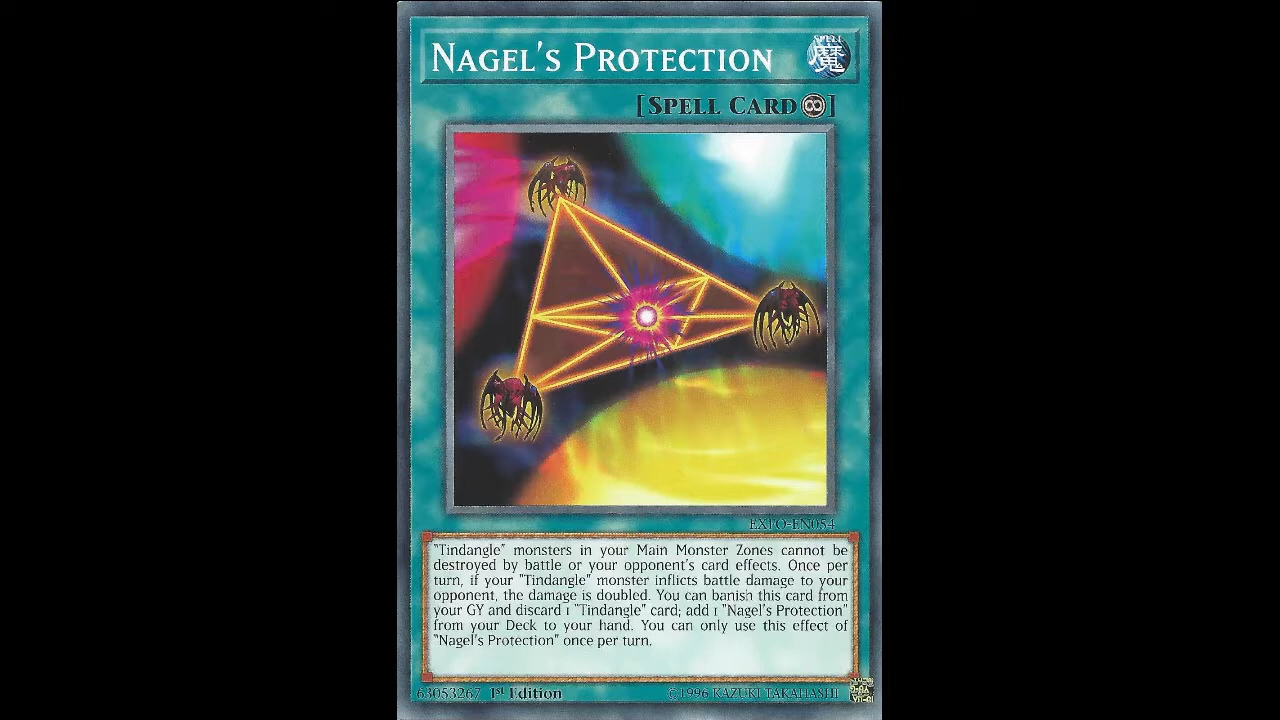 NAGEL'S PROTECTION
SPELL
魔
[SPELL CARD♾]
EXFO-EN054
"Tindangle" monsters in your Main Monster Zones cannot be
destroyed by battle or your opponent's card effects. Once per
turn, if your "Tindangle" monster inflicts battle damage to your
opponent, the damage is doubled. You can banish this card from
your GY and discard 1 "Tindangle" card; add 1 "Nagel's Protection"
from your Deck to your hand. You can only use this effect of
"Nagel's Protection" once per turn.
63053267 1st Edition
©1996 KAZUKI TAKAHASHI